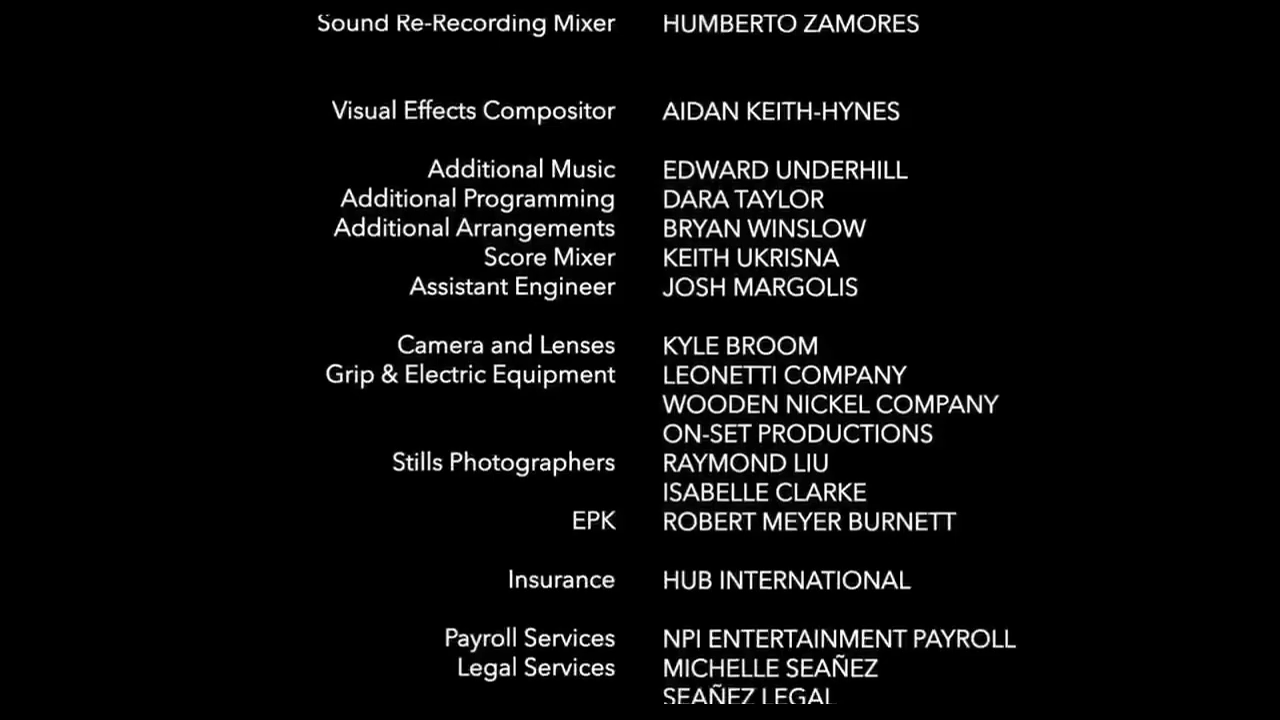 Sound Re-Recording Mixer HUMBERTO ZAMORES
Visual Effects Compositor AIDAN KEITH-HYNES
Additional Music EDWARD UNDERHILL
Additional Programming DARA TAYLOR
Additional Arrangements BRYAN WINSLOW
Score Mixer KEITH UKRISNA
Assistant Engineer JOSH MARGOLIS
Camera and Lenses KYLE BROOM
Grip & Electric Equipment LEONETTI COMPANY
WOODEN NICKEL COMPANY
ON-SET PRODUCTIONS
Stills Photographers RAYMOND LIU
ISABELLE CLARKE
EPK ROBERT MEYER BURNETT
Insurance HUB INTERNATIONAL
Payroll Services NPI ENTERTAINMENT PAYROLL
Legal Services MICHELLE SEAÑEZ
SEAÑEZ LEGAL